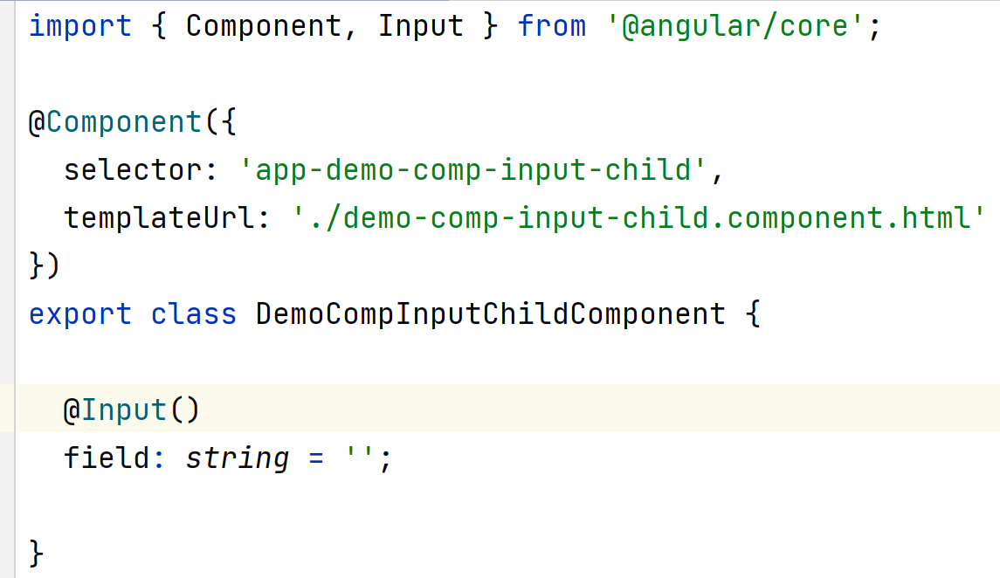 import { Component, Input } from '@angular/core';
@Component({
  selector: 'app-demo-comp-input-child',
  templateUrl: './demo-comp-input-child.component.html'
})
export class DemoCompInputChildComponent {
  @Input()
  field: string = '';
}